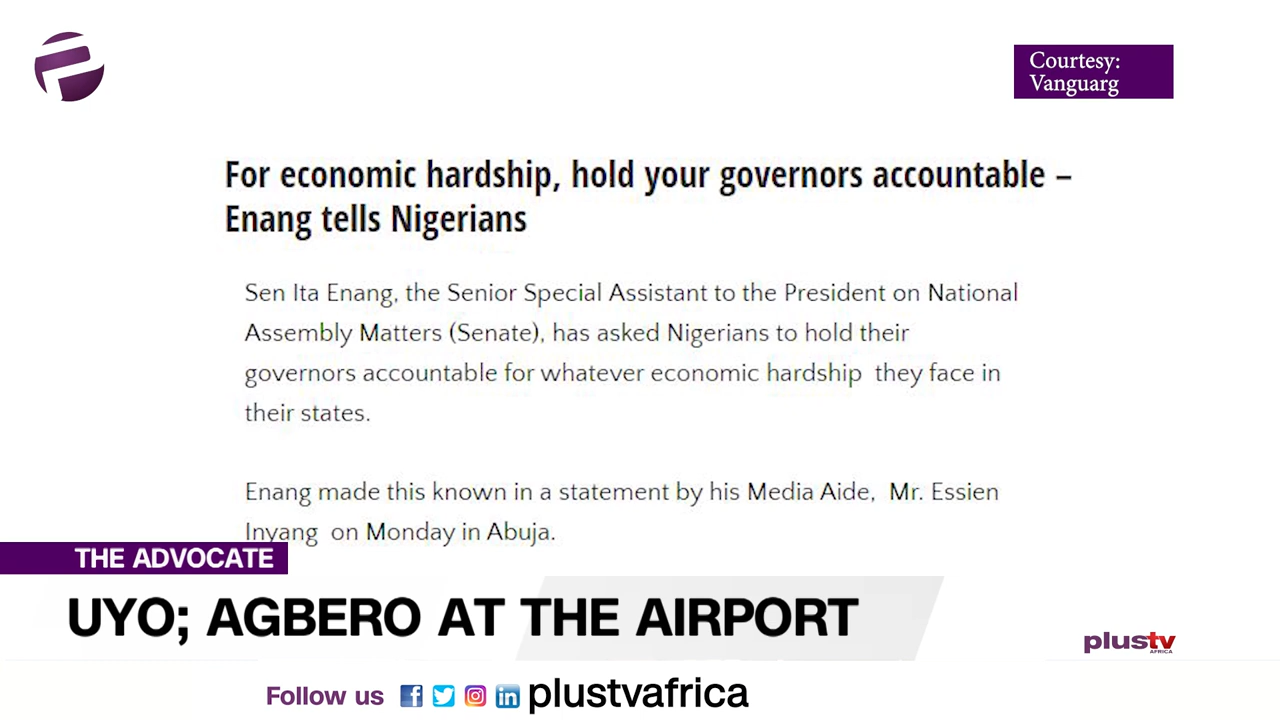 Courtesy:
Vanguarg
For economic hardship, hold your governors accountable –
Enang tells Nigerians
Sen Ita Enang, the Senior Special Assistant to the President on National
Assembly Matters (Senate), has asked Nigerians to hold their
governors accountable for whatever economic hardship they face in
their states.
Enang made this known in a statement by his Media Aide, Mr. Essien
Inyang on Monday in Abuja.
THE ADVOCATE
UYO; AGBERO AT THE AIRPORT
plustv
AFRICA
Follow us plustvafrica